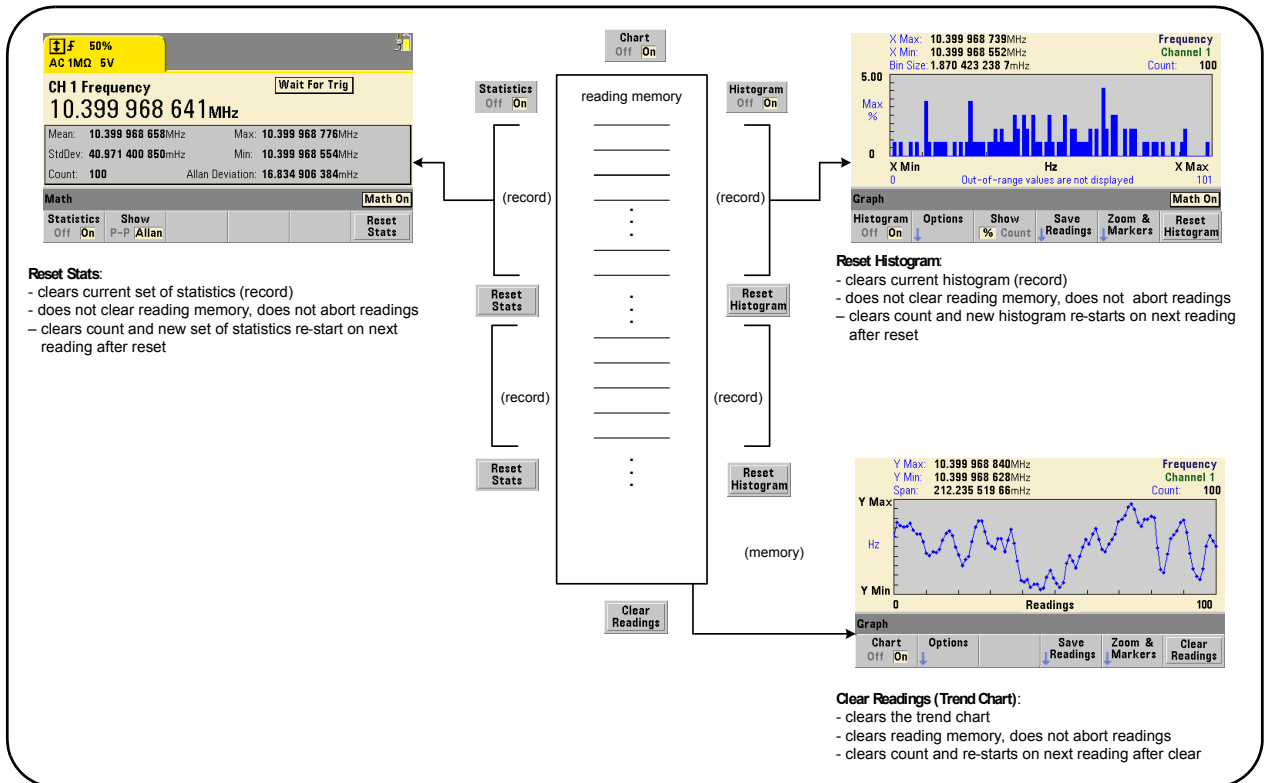 50%
AC 1MΩ 5V
CH 1 Frequency
Wait For Trig
10.399 968 641MHz
Mean: 10.399 968 658MHz Max: 10.399 968 776MHz
StdDev: 40.971 400 850mHz Min: 10.399 968 554MHz
Count: 100 Allan Deviation: 16.834 906 384mHz
Math Math On
Statistics Show Reset
Off On P-P Allan Stats
Reset Stats:
- clears current set of statistics (record)
- does not clear reading memory, does not abort readings
– clears count and new set of statistics re-start on next
reading after reset
Chart
Off On
Statistics
Off On
reading memory
Histogram
Off On
(record)
(record)
Reset
Stats
Reset
Histogram
(record)
(record)
Reset
Stats
Reset
Histogram
(memory)
Clear
Readings
X Max: 10.399 968 739MHz Frequency
X Min: 10.399 968 552MHz Channel 1
Bin Size: 1.870 423 238 7mHz Count: 100
5.00
Max
%
0
X Min Hz X Max
0 Out-of-range values are not displayed 101
Graph Math On
Histogram Options Show Save Zoom & Reset
Off On % Count Readings Markers Histogram
Reset Histogram:
- clears current histogram (record)
- does not clear reading memory, does not abort readings
– clears count and new histogram re-starts on next reading
after reset
Y Max: 10.399 968 840MHz Frequency
Y Min: 10.399 968 628MHz Channel 1
Span: 212.235 519 66mHz Count: 100
Y Max
Hz
Y Min
0 Readings 100
Graph
Chart Options Save Zoom & Clear
Off On Readings Markers Readings
Clear Readings (Trend Chart):
- clears the trend chart
- clears reading memory, does not abort readings
- clears count and re-starts on next reading after clear